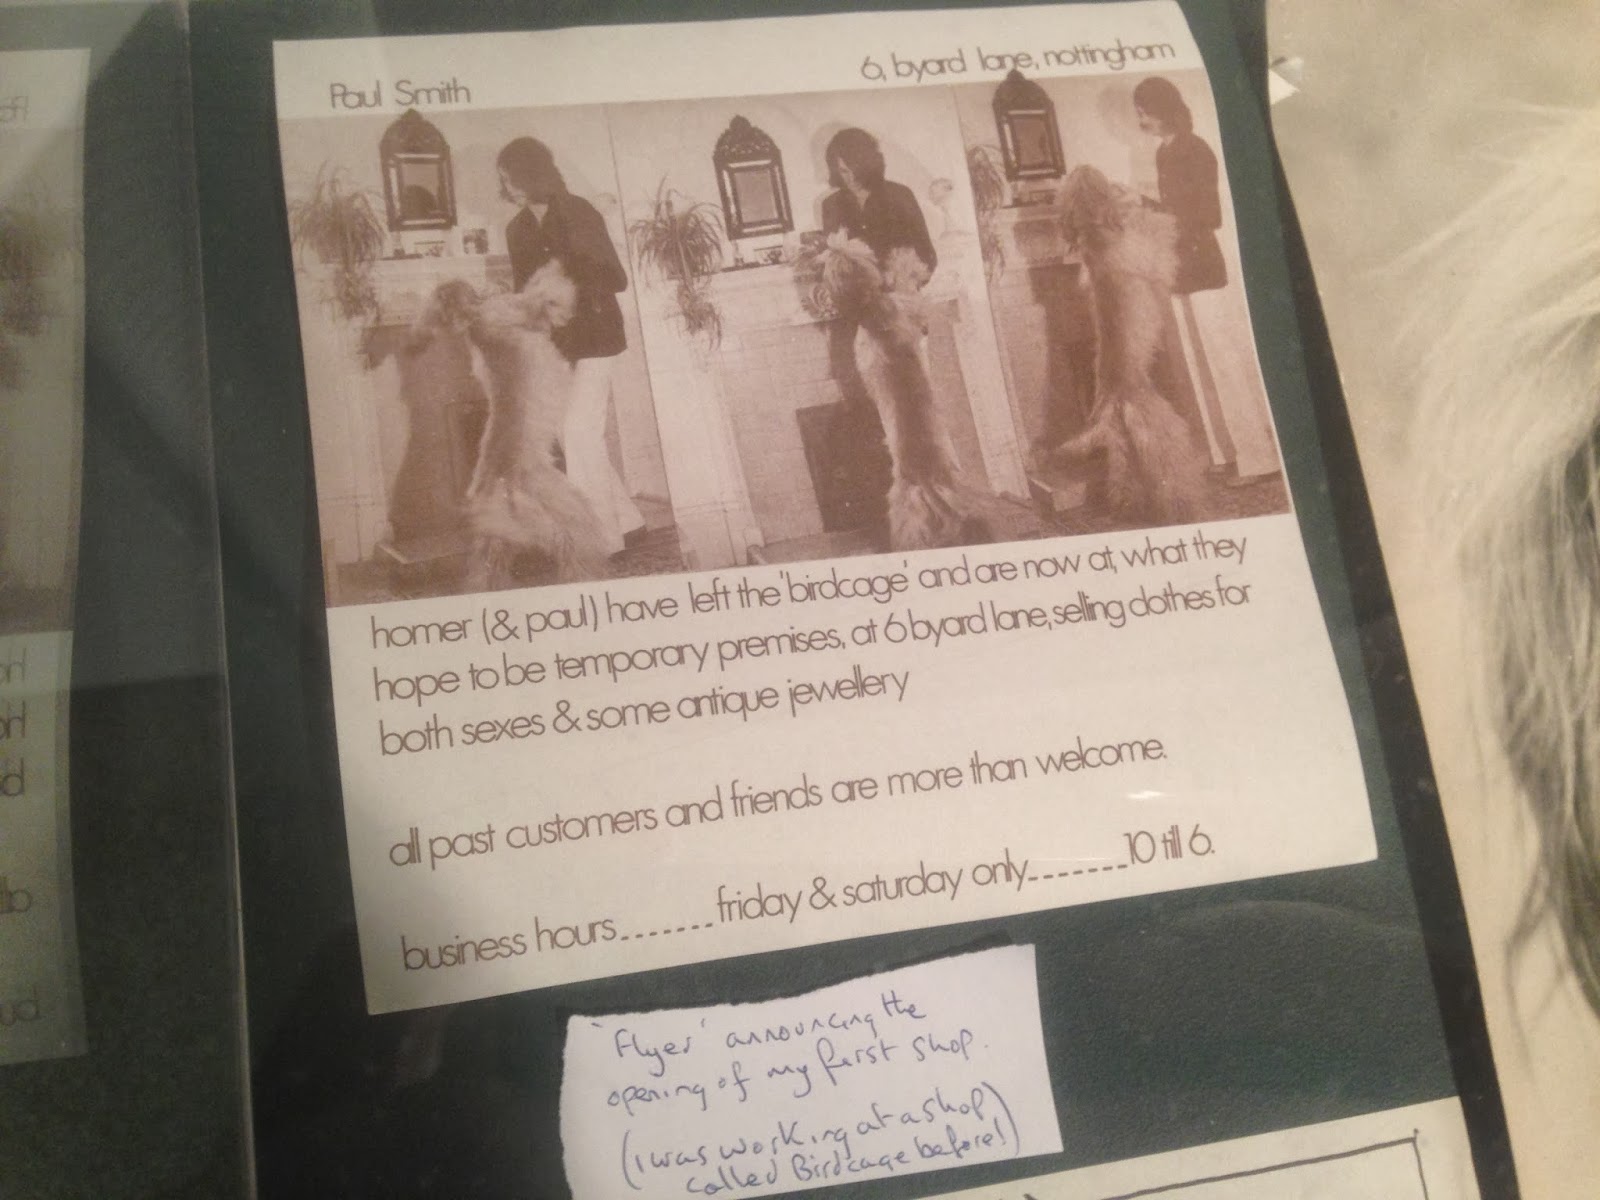 Paul Smith
6, byard lane, nottingham
homer (& paul) have left the 'birdcage' and are now at, what they
hope to be temporary premises, at 6 byard lane, selling clothes for
both sexes & some antique jewellery
all past customers and friends are more than welcome.
business hours_______friday & saturday only_______10 till 6.
'Flyer' announcing the
opening of my first shop.
(I was working at a shop
called Birdcage before!)